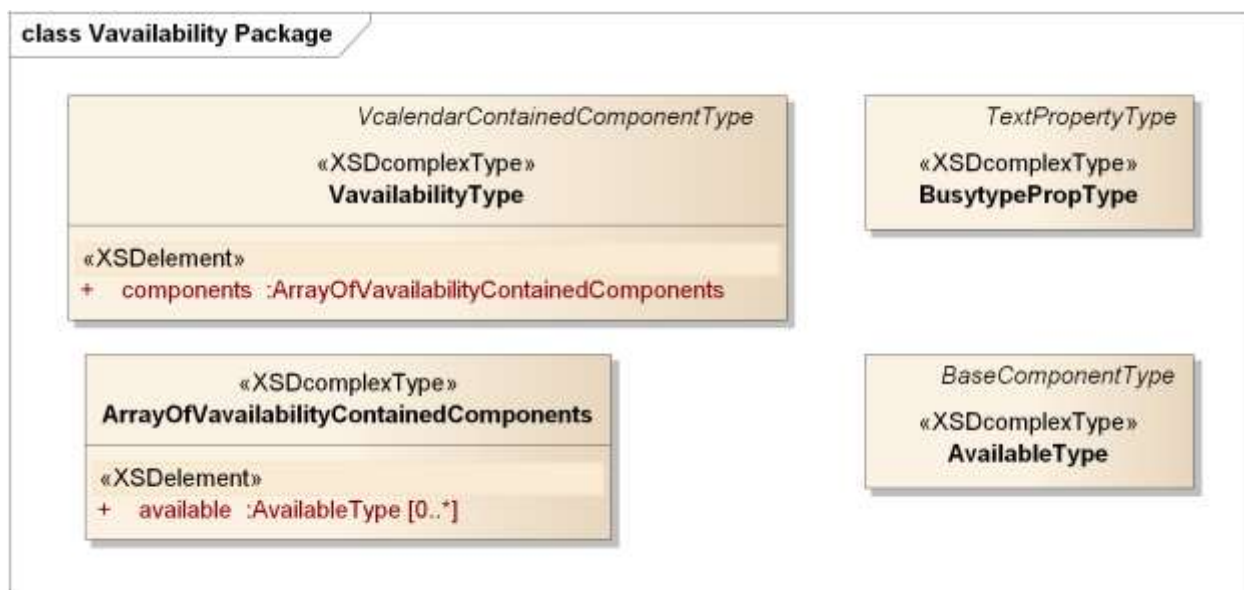 class Vavailability Package
VcalendarContainedComponentType
«XSDcomplexType»
VavailabilityType
«XSDelement»
+ components :ArrayOfVavailabilityContainedComponents
TextPropertyType
«XSDcomplexType»
BusytypePropType
«XSDcomplexType»
ArrayOfVavailabilityContainedComponents
«XSDelement»
+ available :AvailableType [0..*]
BaseComponentType
«XSDcomplexType»
AvailableType